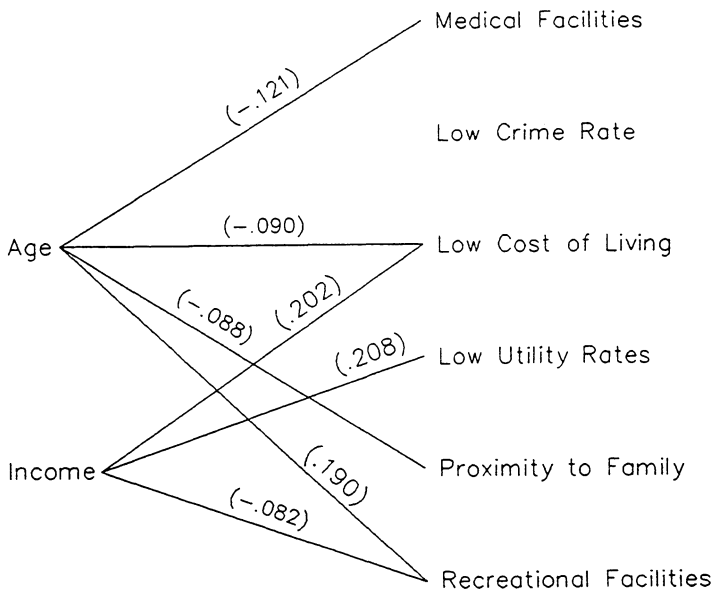 Medical Facilities
(-.121)
Low Crime Rate
(-.090)
Age
Low Cost of Living
(-.088)
(.202)
(.208)
Low Utility Rates
Income
(.190)
Proximity to Family
(-.082)
Recreational Facilities